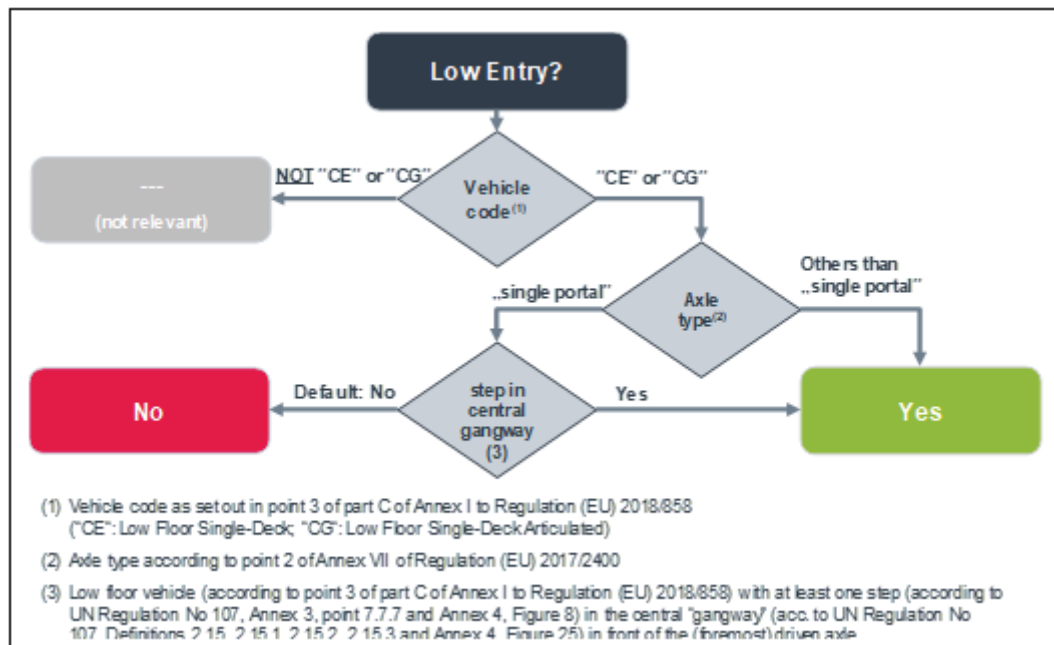 Low Entry?
NOT "CE" or "CG"
Vehicle
code(1)
"CE" or "CG"
---
(not relevant)
„single portal"
Axle
type(2)
Others than
„single portal"
No
Default: No
step in
central
gangway
(3)
Yes
Yes
(1) Vehicle code as set out in point 3 of part C of Annex I to Regulation (EU) 2018/858
("CE": Low Floor Single-Deck; "CG": Low Floor Single-Deck Articulated)
(2) Axle type according to point 2 of Annex VII of Regulation (EU) 2017/2400
(3) Low floor vehicle (according to point 3 of part C of Annex I to Regulation (EU) 2018/858) with at least one step (according to
UN Regulation No 107, Annex 3, point 7.7.7 and Annex 4, Figure 8) in the central "gangway" (acc. to UN Regulation No
107, Definitions 2.15, 2.15.1, 2.15.2, 2.15.3 and Annex 4, Figure 25) in front of the (foremost) driven axle